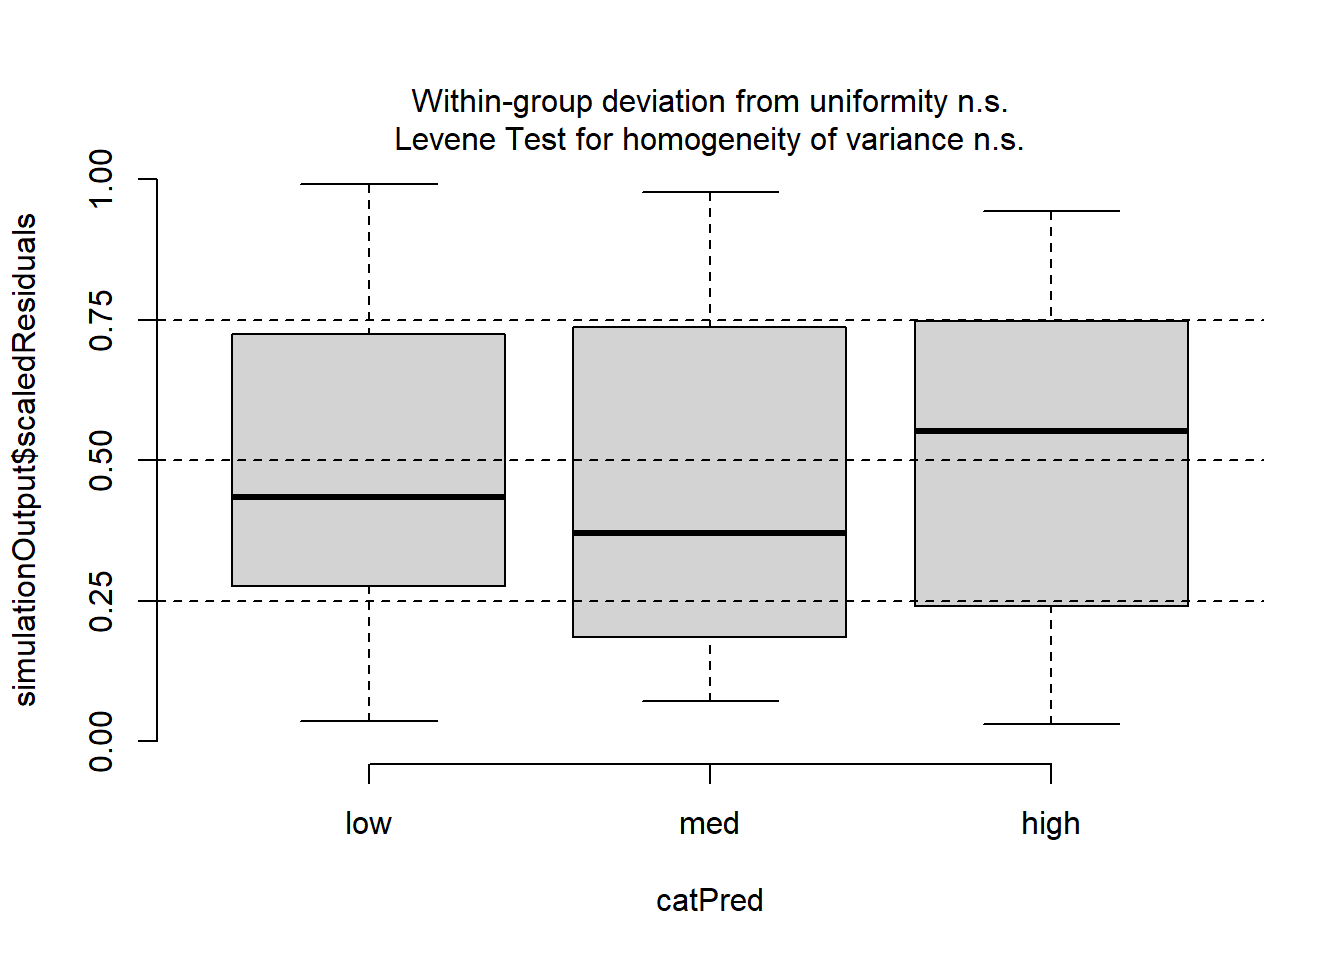 Within-group deviation from uniformity n.s.
Levene Test for homogeneity of variance n.s.
simulationOutput$scaledResiduals
1.00
0.75
0.50
0.25
0.00
low
med
high
catPred